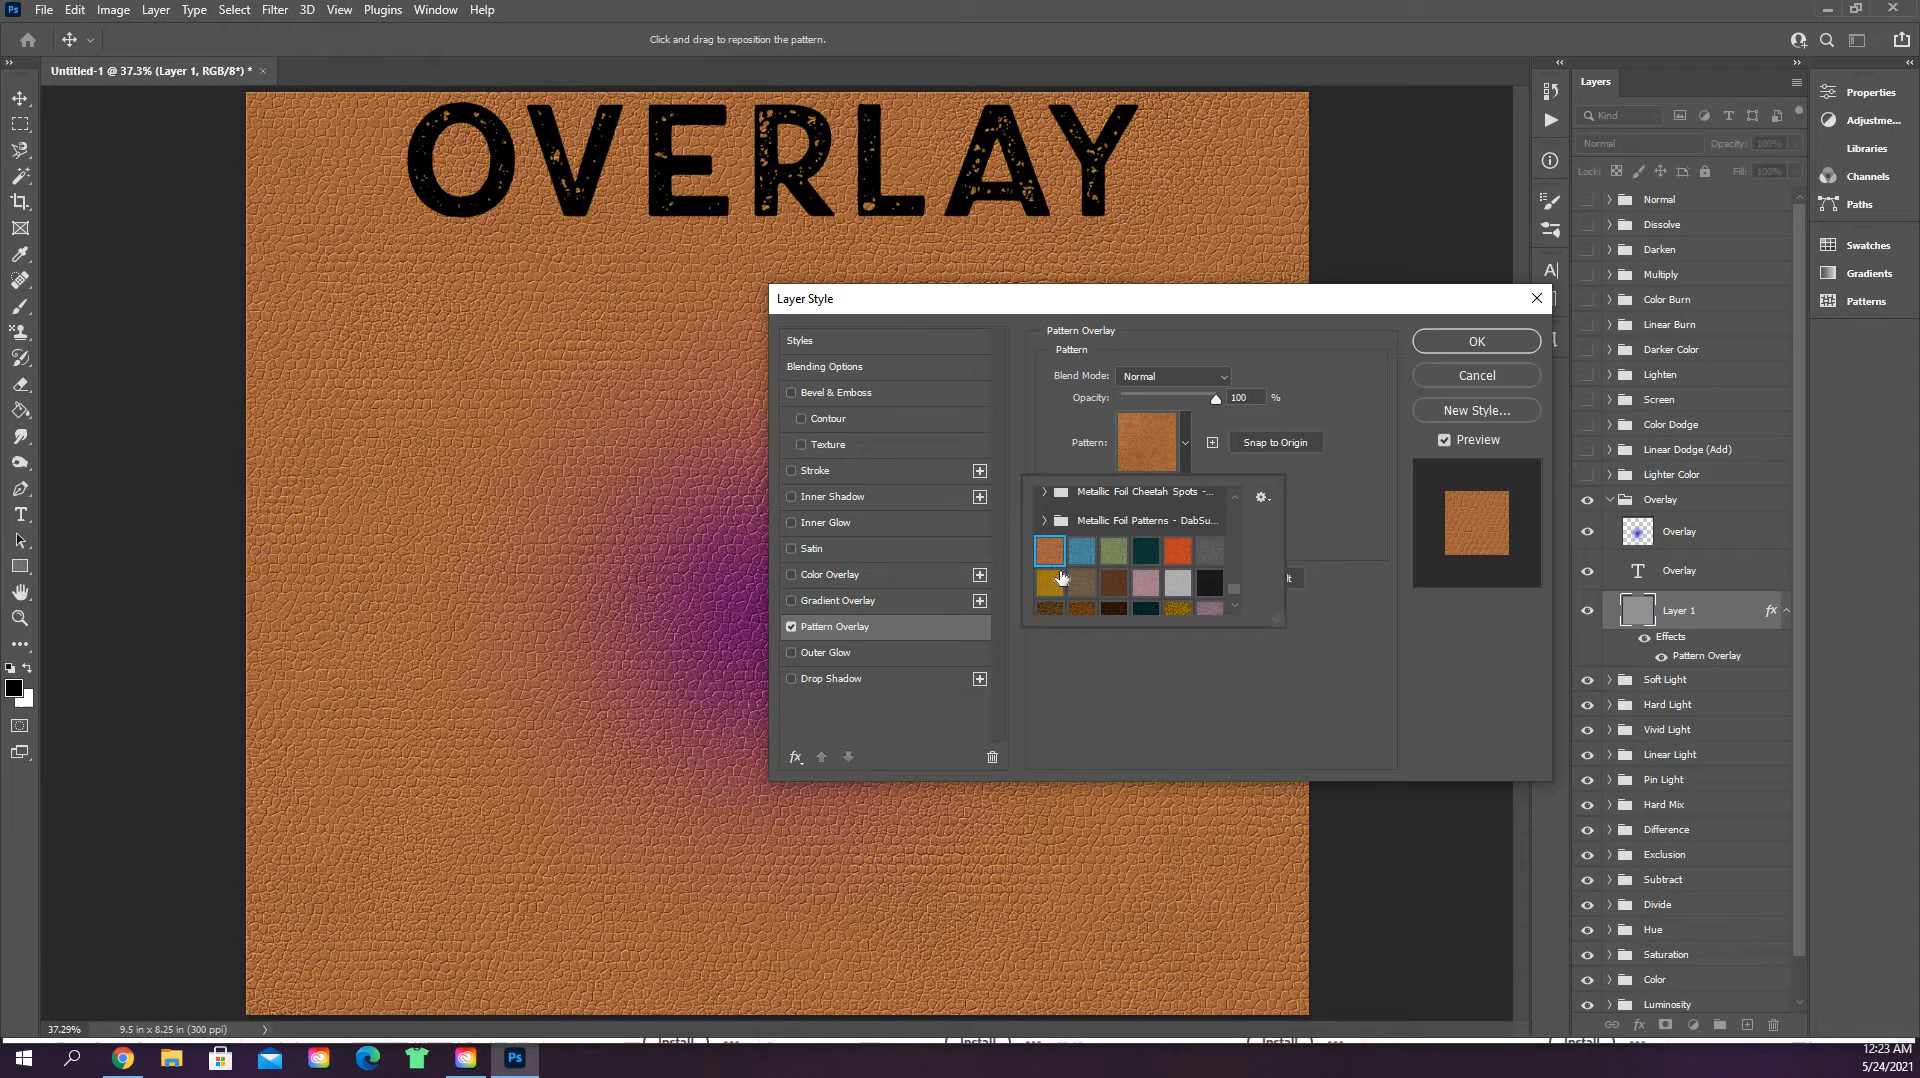 Ps File Edit Image Layer Type Select Filter 3D View Plugins Window Help
Click and drag to reposition the pattern.
Untitled-1 @ 37.3% (Layer 1, RGB/8*) *
OVERLAY
Layer Style
Styles
Blending Options
Bevel & Emboss
Contour
Texture
Stroke
Inner Shadow
Inner Glow
Satin
Color Overlay
Gradient Overlay
Pattern Overlay
Outer Glow
Drop Shadow
fx
Pattern Overlay
Pattern
Blend Mode: Normal
Opacity: 100 %
Pattern: Snap to Origin
Metallic Foil Cheetah Spots -...
Metallic Foil Patterns - DabSu...
lt
OK
Cancel
New Style...
Preview
Layers
Kind
Normal Opacity: 100%
Lock: Fill: 100%
Normal
Dissolve
Darken
Multiply
Color Burn
Linear Burn
Darker Color
Lighten
Screen
Color Dodge
Linear Dodge (Add)
Lighter Color
Overlay
Overlay
T Overlay
Layer 1 fx
Effects
Pattern Overlay
Soft Light
Hard Light
Vivid Light
Linear Light
Pin Light
Hard Mix
Difference
Exclusion
Subtract
Divide
Hue
Saturation
Color
Luminosity
fx
Properties
Adjustme...
Libraries
Channels
Paths
Swatches
Gradients
Patterns
37.29% 9.5 in x 8.25 in (300 ppi)
Install Install Install Install
Ps
12:23 AM
5/24/2021